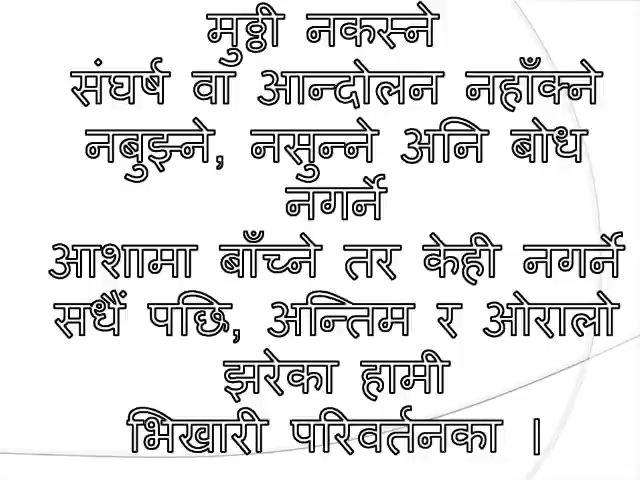 मुठ्ठी नकस्ने
संघर्ष वा आन्दोलन नहाँक्ने
नबुझ्ने, नसुन्ने अनि बोध
नगर्ने
आशामा बाँच्ने तर केही नगर्ने
सधैं पछि, अन्तिम र ओरालो
झरेका हामी
भिखारी परिवर्तनका ।